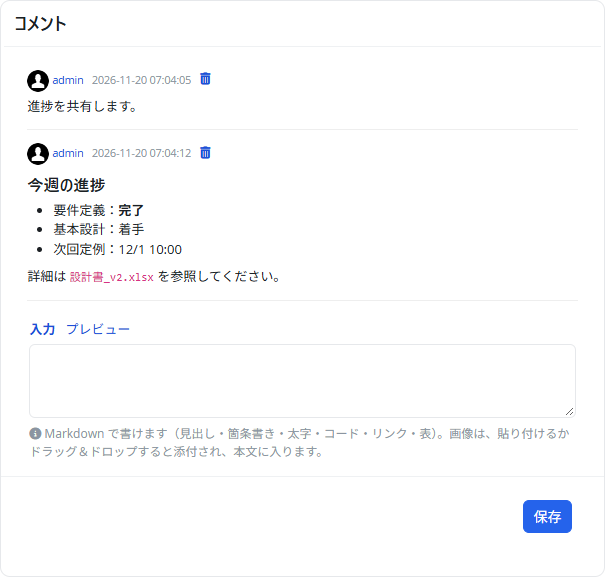 コメント
admin 2026-11-20 07:04:05
進捗を共有します。
admin 2026-11-20 07:04:12
今週の進捗
• 要件定義：完了
• 基本設計：着手
• 次回定例：12/1 10:00
詳細は 設計書_v2.xlsx を参照してください。
入力 プレビュー
Markdown で書けます（見出し・箇条書き・太字・コード・リンク・表）。画像は、貼り付けるか
ドラッグ＆ドロップすると添付され、本文に入ります。
保存